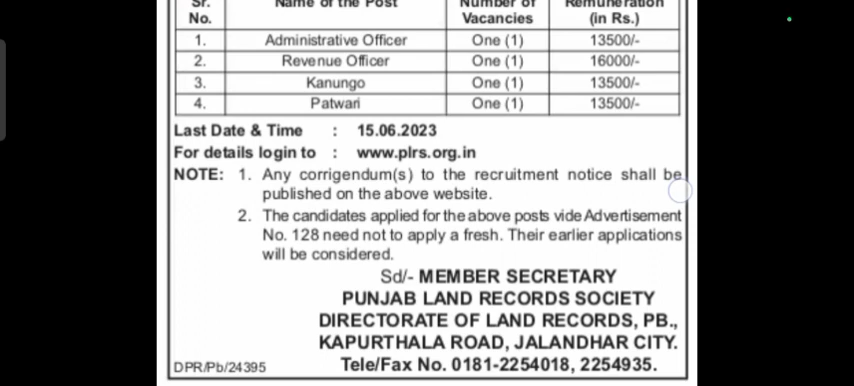 Sr. Name of the Post Number of Remuneration
No. Vacancies (in Rs.)
1. Administrative Officer One (1) 13500/-
2. Revenue Officer One (1) 16000/-
3. Kanungo One (1) 13500/-
4. Patwari One (1) 13500/-
Last Date & Time : 15.06.2023
For details login to : www.plrs.org.in
NOTE: 1. Any corrigendum(s) to the recruitment notice shall be
published on the above website.
2. The candidates applied for the above posts vide Advertisement
No. 128 need not to apply a fresh. Their earlier applications
will be considered.
Sd/- MEMBER SECRETARY
PUNJAB LAND RECORDS SOCIETY
DIRECTORATE OF LAND RECORDS, PB.,
KAPURTHALA ROAD, JALANDHAR CITY.
DPR/Pb/24395 Tele/Fax No. 0181-2254018, 2254935.